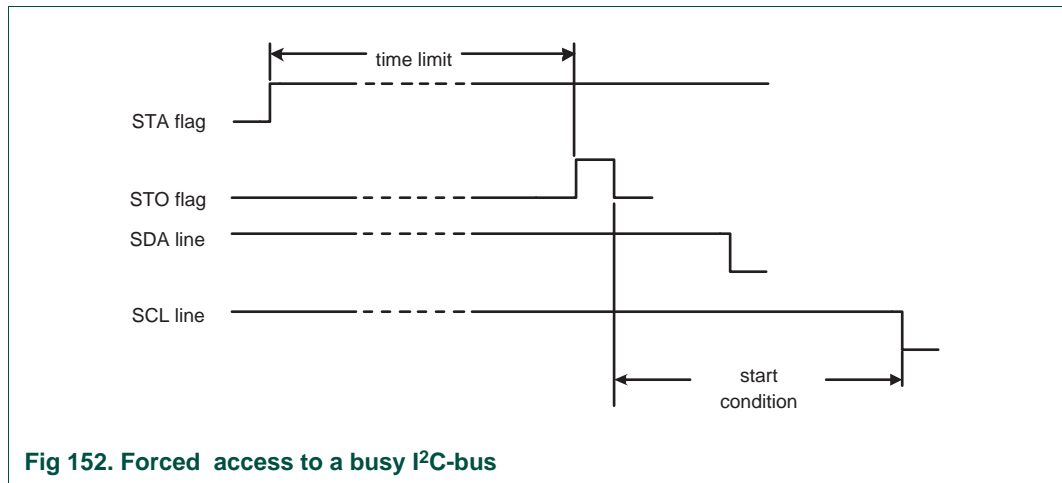 time limit
STA flag
STO flag
SDA line
SCL line
start
condition
Fig 152. Forced access to a busy I²C-bus